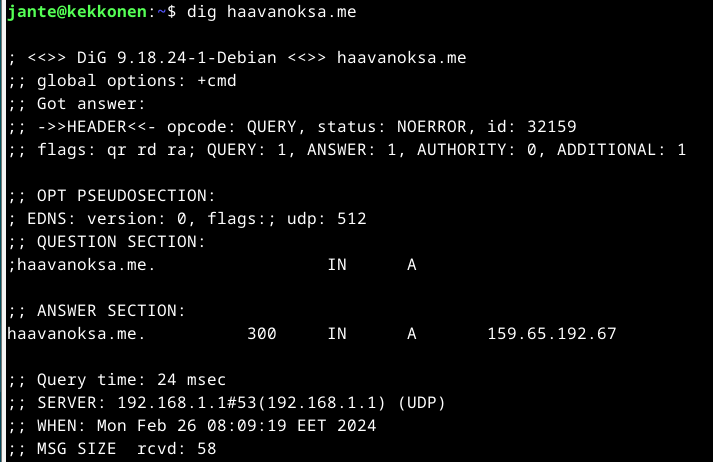 jante@kekkonen:~$ dig haavanoksa.me

; <<>> DiG 9.18.24-1-Debian <<>> haavanoksa.me
;; global options: +cmd
;; Got answer:
;; ->>HEADER<<- opcode: QUERY, status: NOERROR, id: 32159
;; flags: qr rd ra; QUERY: 1, ANSWER: 1, AUTHORITY: 0, ADDITIONAL: 1

;; OPT PSEUDOSECTION:
; EDNS: version: 0, flags:; udp: 512
;; QUESTION SECTION:
;haavanoksa.me.			IN	A

;; ANSWER SECTION:
haavanoksa.me.		300	IN	A	159.65.192.67

;; Query time: 24 msec
;; SERVER: 192.168.1.1#53(192.168.1.1) (UDP)
;; WHEN: Mon Feb 26 08:09:19 EET 2024
;; MSG SIZE  rcvd: 58